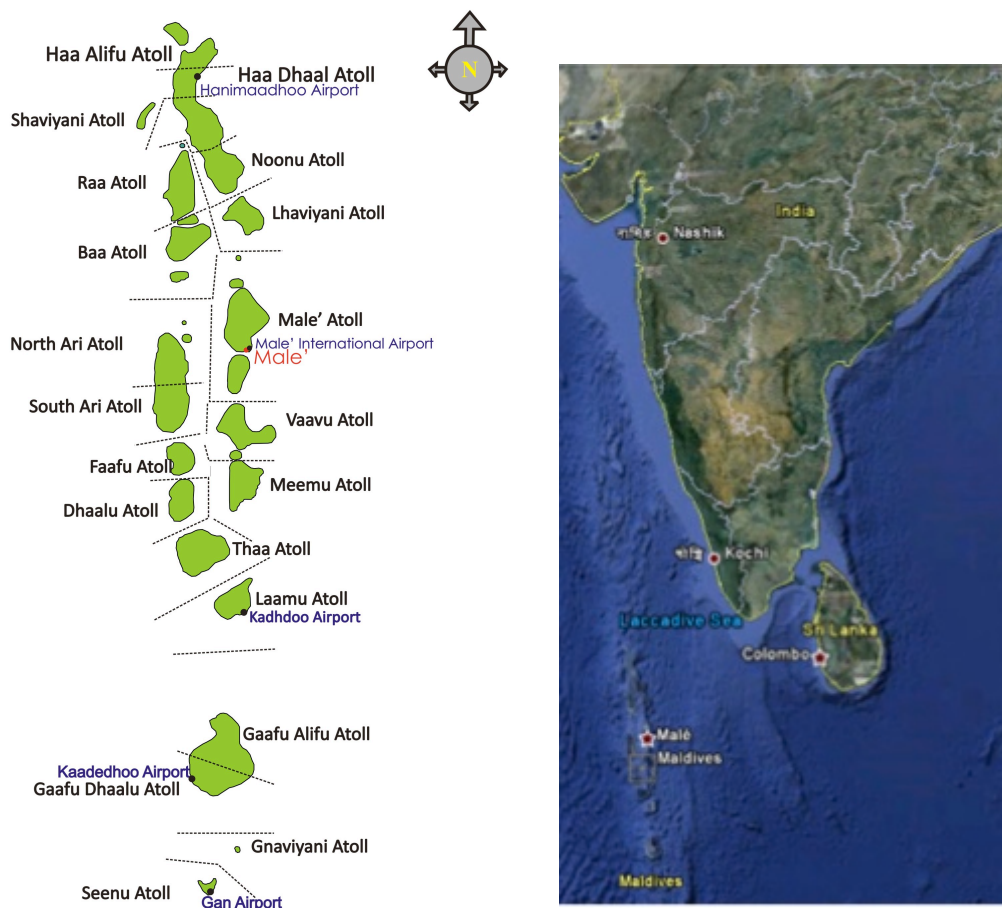 Haa Alifu Atoll
N
Haa Dhaal Atoll
Hanimaadhoo Airport
Shaviyani Atoll
Noonu Atoll
Raa Atoll
Lhaviyani Atoll
Baa Atoll
Male' Atoll
Male' International Airport
Male'
North Ari Atoll
South Ari Atoll
Vaavu Atoll
Faafu Atoll
Meemu Atoll
Dhaalu Atoll
Thaa Atoll
Laamu Atoll
Kadhdoo Airport
Gaafu Alifu Atoll
Kaadedhoo Airport
Gaafu Dhaalu Atoll
Gnaviyani Atoll
Seenu Atoll
Gan Airport
India
Nashik
Kochi
Laccadive Sea
Sri Lanka
Colombo
Malé
Maldives
Maldives